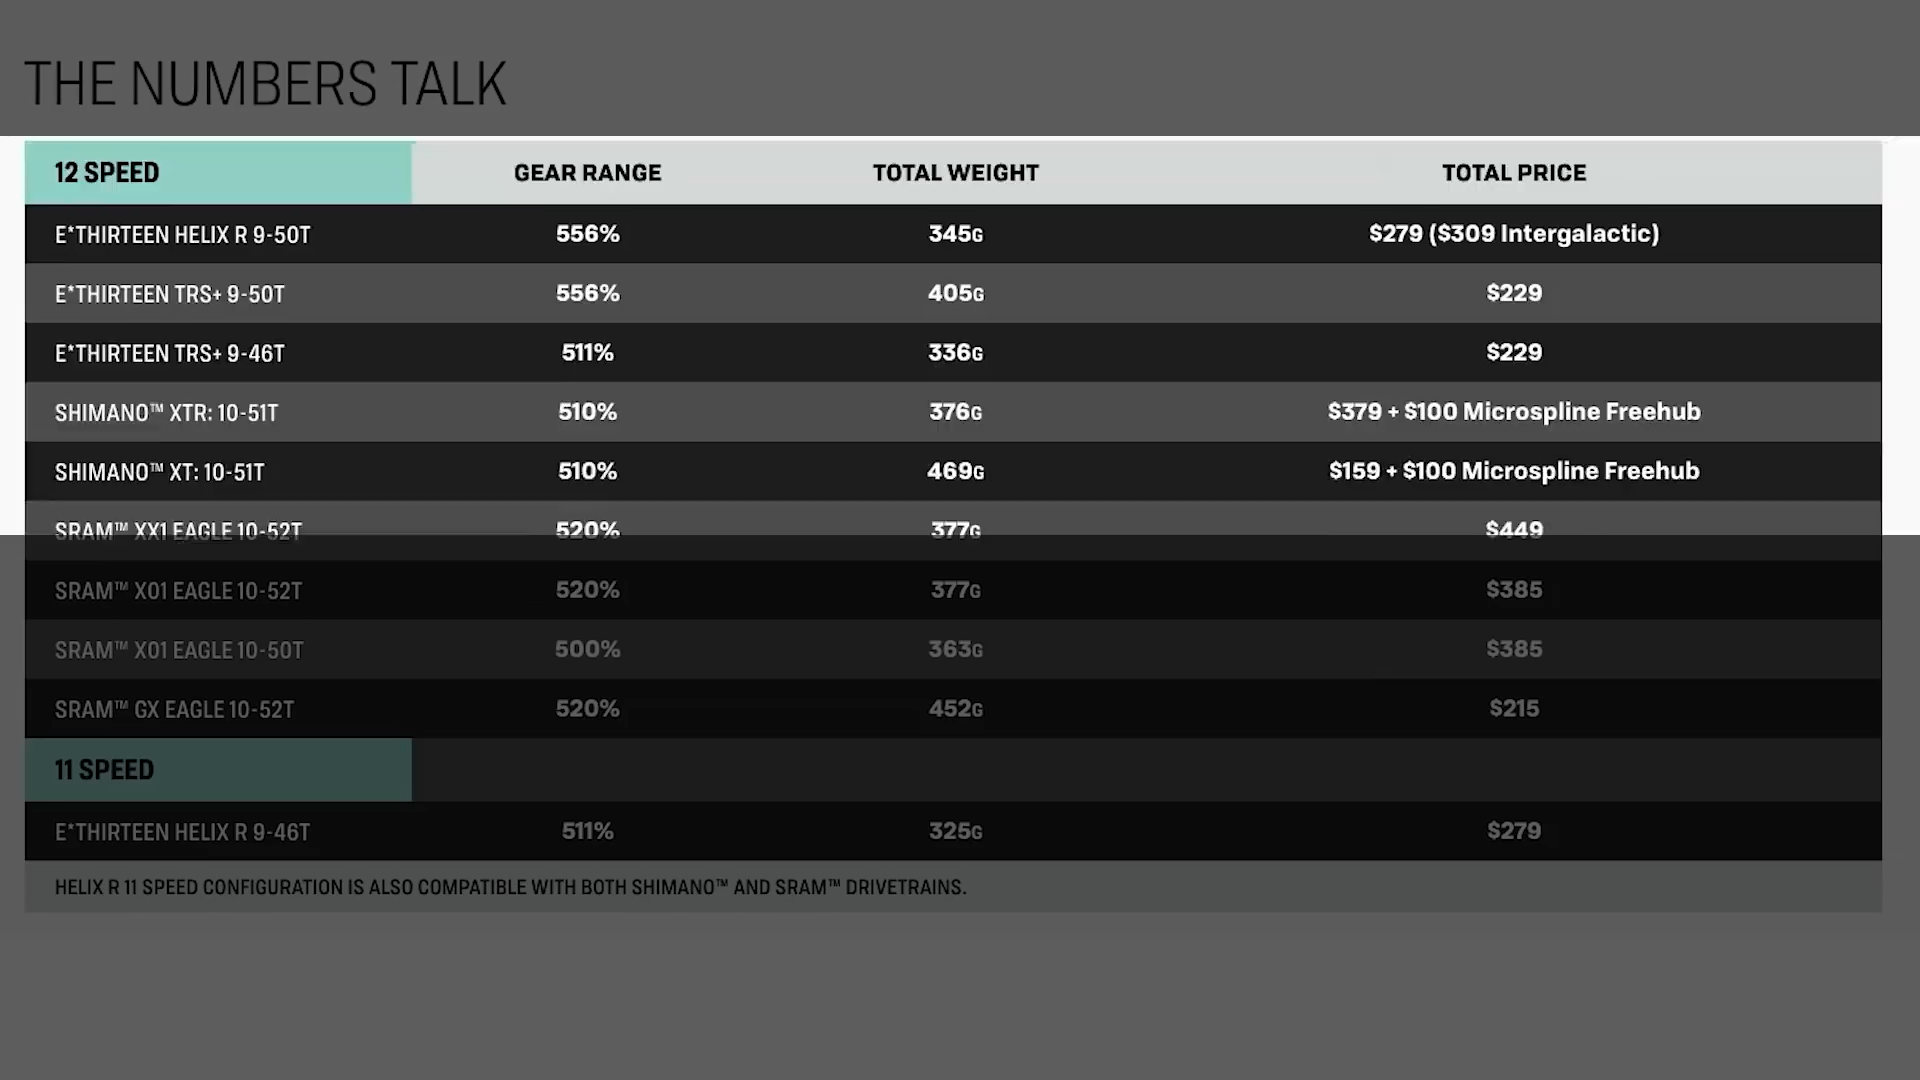 THE NUMBERS TALK
12 SPEED GEAR RANGE TOTAL WEIGHT TOTAL PRICE
E*THIRTEEN HELIX R 9-50T 556% 345G $279 ($309 Intergalactic)
E*THIRTEEN TRS+ 9-50T 556% 405G $229
E*THIRTEEN TRS+ 9-46T 511% 336G $229
SHIMANO™ XTR: 10-51T 510% 376G $379 + $100 Microspline Freehub
SHIMANO™ XT: 10-51T 510% 469G $159 + $100 Microspline Freehub
SRAM™ XX1 EAGLE 10-52T 520% 377G $449
SRAM™ X01 EAGLE 10-52T 520% 377G $385
SRAM™ X01 EAGLE 10-50T 500% 363G $385
SRAM™ GX EAGLE 10-52T 520% 452G $215
11 SPEED
E*THIRTEEN HELIX R 9-46T 511% 325G $279
HELIX R 11 SPEED CONFIGURATION IS ALSO COMPATIBLE WITH BOTH SHIMANO™ AND SRAM™ DRIVETRAINS.